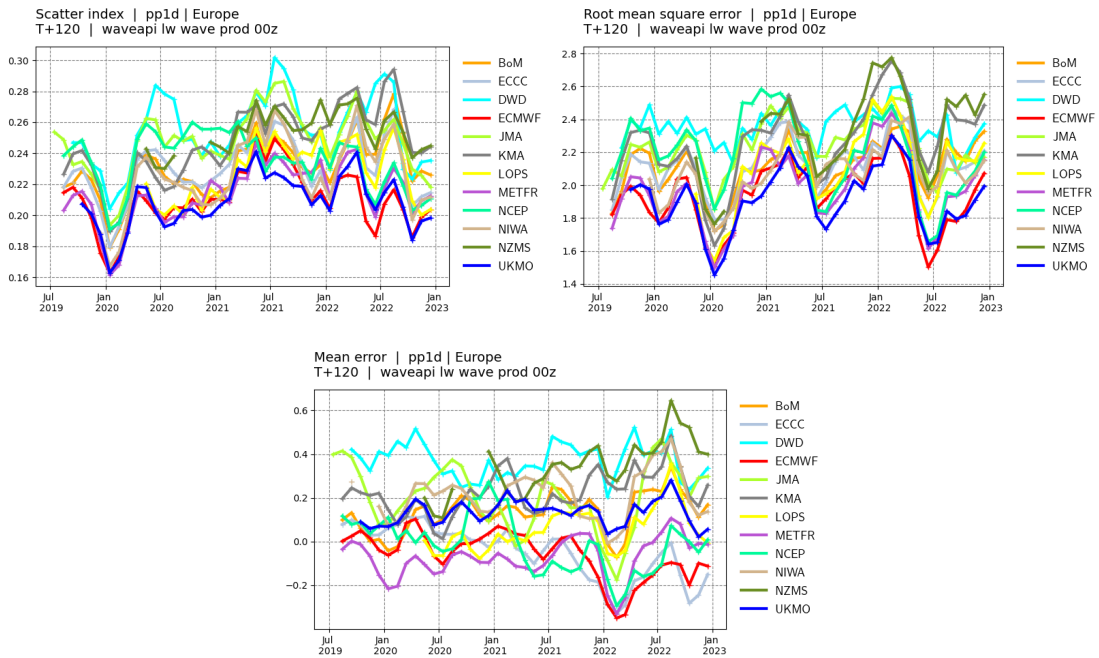 Scatter index | pp1d | Europe
T+120 | waveapi lw wave prod 00z
0.30
0.28
0.26
0.24
0.22
0.20
0.18
0.16
Jul 2019
Jan 2020
Jul 2020
Jan 2021
Jul 2021
Jan 2022
Jul 2022
Jan 2023
BoM
ECCC
DWD
ECMWF
JMA
KMA
LOPS
METFR
NCEP
NIWA
NZMS
UKMO
Root mean square error | pp1d | Europe
T+120 | waveapi lw wave prod 00z
2.8
2.6
2.4
2.2
2.0
1.8
1.6
1.4
Jul 2019
Jan 2020
Jul 2020
Jan 2021
Jul 2021
Jan 2022
Jul 2022
Jan 2023
BoM
ECCC
DWD
ECMWF
JMA
KMA
LOPS
METFR
NCEP
NIWA
NZMS
UKMO
Mean error | pp1d | Europe
T+120 | waveapi lw wave prod 00z
0.6
0.4
0.2
0.0
−0.2
Jul 2019
Jan 2020
Jul 2020
Jan 2021
Jul 2021
Jan 2022
Jul 2022
Jan 2023
BoM
ECCC
DWD
ECMWF
JMA
KMA
LOPS
METFR
NCEP
NIWA
NZMS
UKMO